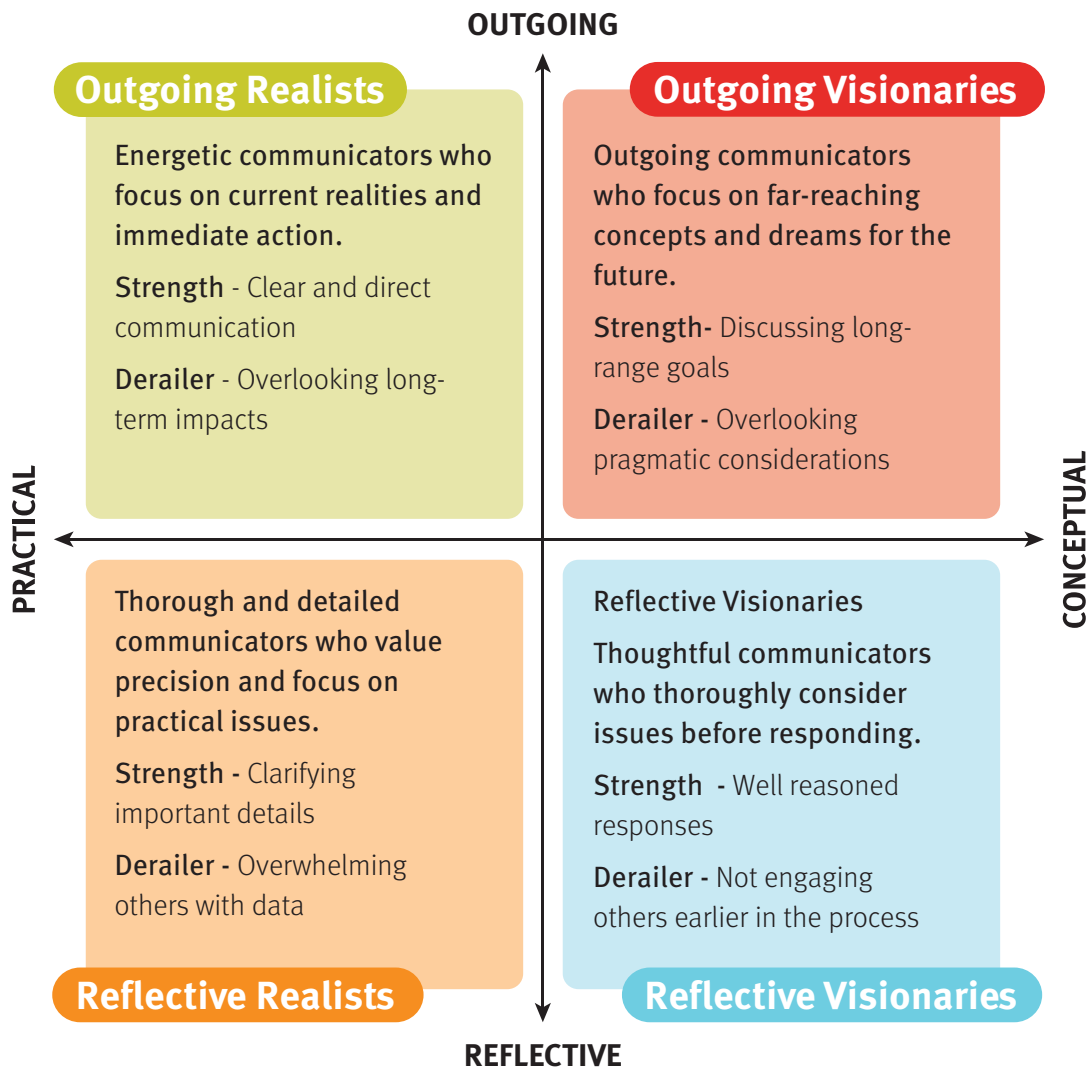 OUTGOING
Outgoing Realists
Energetic communicators who
focus on current realities and
immediate action.
Strength - Clear and direct
communication
Derailer - Overlooking long-
term impacts
Outgoing Visionaries
Outgoing communicators
who focus on far-reaching
concepts and dreams for the
future.
Strength- Discussing long-
range goals
Derailer - Overlooking
pragmatic considerations
PRACTICAL
CONCEPTUAL
Thorough and detailed
communicators who value
precision and focus on
practical issues.
Strength - Clarifying
important details
Derailer - Overwhelming
others with data
Reflective Realists
Reflective Visionaries
Thoughtful communicators
who thoroughly consider
issues before responding.
Strength - Well reasoned
responses
Derailer - Not engaging
others earlier in the process
Reflective Visionaries
REFLECTIVE